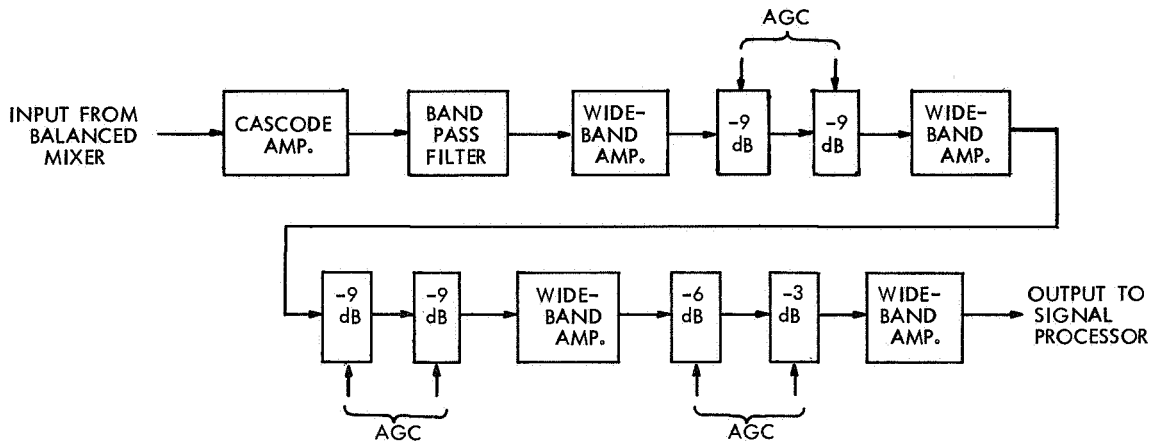 AGC
INPUT FROM
BALANCED
MIXER
CASCODE
AMP.
BAND
PASS
FILTER
WIDE-
BAND
AMP.
-9
dB
-9
dB
WIDE-
BAND
AMP.
-9
dB
-9
dB
WIDE-
BAND
AMP.
-6
dB
-3
dB
WIDE-
BAND
AMP.
OUTPUT TO
SIGNAL
PROCESSOR
AGC
AGC